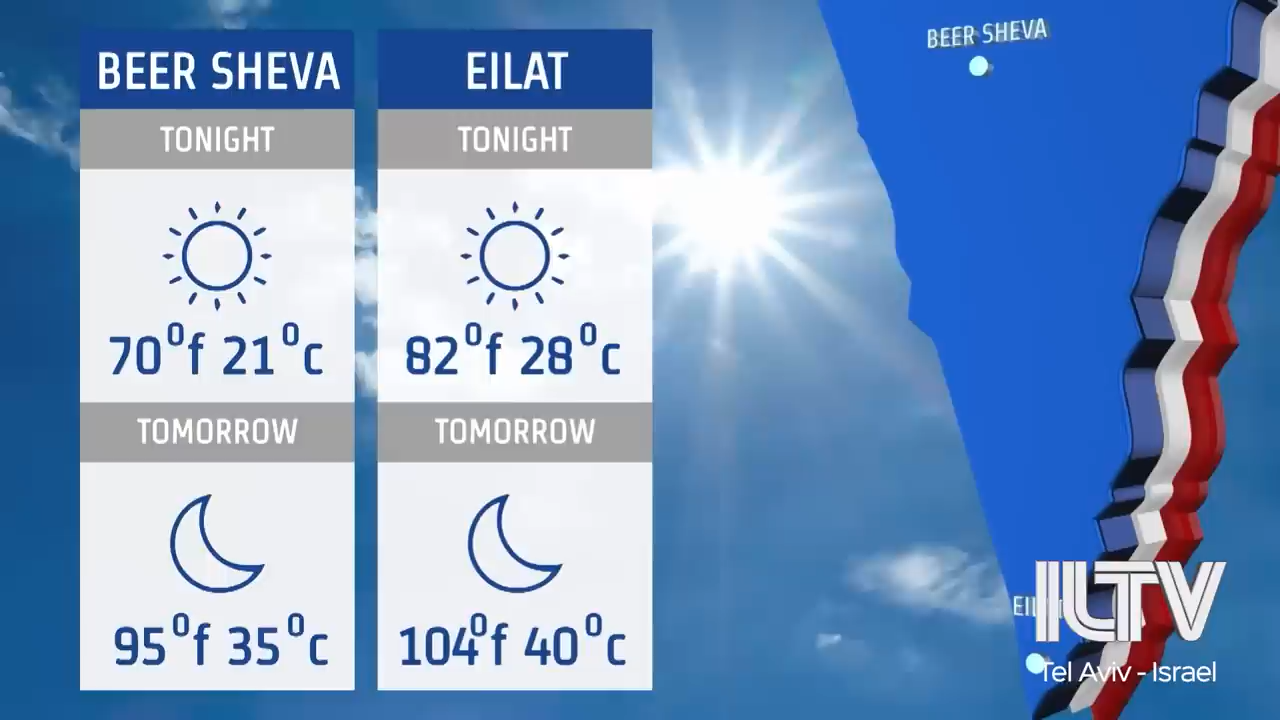 BEER SHEVA
TONIGHT
70°f 21°c
TOMORROW
95°f 35°c
EILAT
TONIGHT
82°f 28°c
TOMORROW
104°f 40°c
BEER SHEVA
ILTV
Tel Aviv - Israel